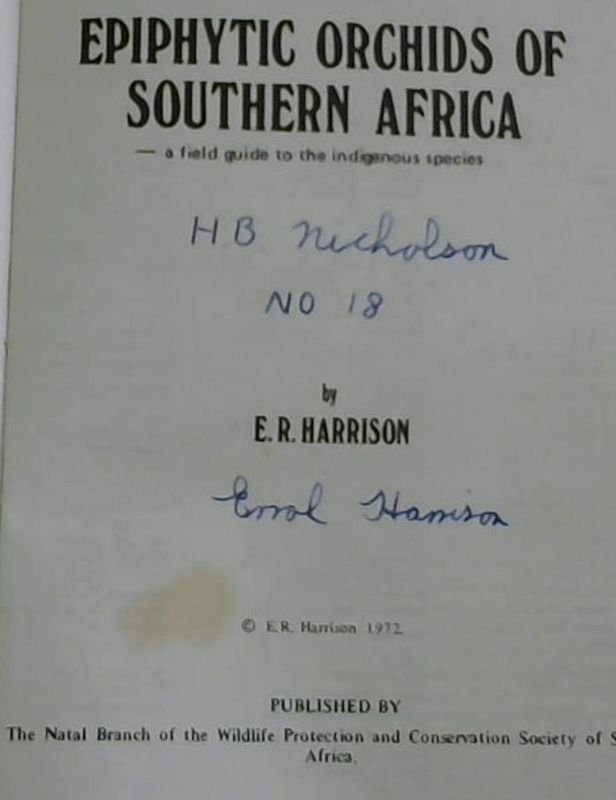 EPIPHYTIC ORCHIDS OF
SOUTHERN AFRICA
— a field guide to the indigenous species
H B Nicholson
NO 18
by
E. R. HARRISON
Errol Harrison
© E.R. Harrison 1972
PUBLISHED BY
The Natal Branch of the Wildlife Protection and Conservation Society of S
Africa.